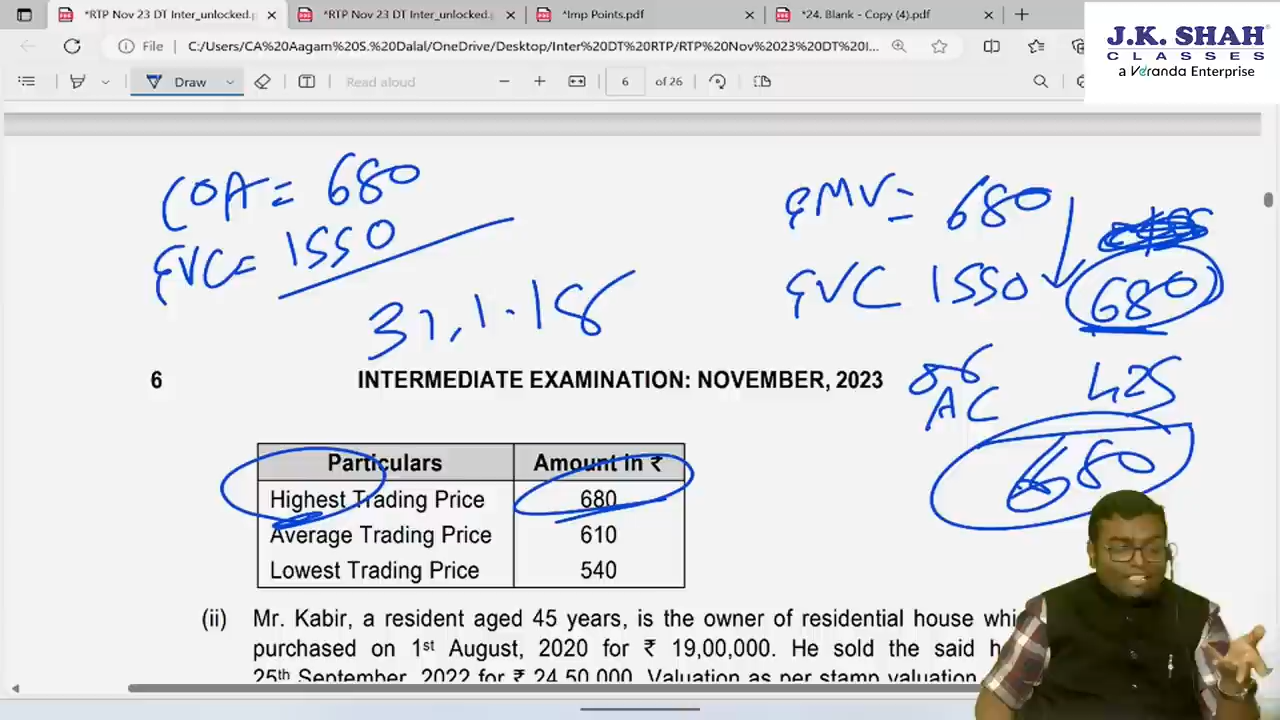 *RTP Nov 23 DT Inter_unlocked.p
*RTP Nov 23 DT Inter_unlocked.p
*Imp Points.pdf
*24. Blank - Copy (4).pdf
File
C:/Users/CA%20Aagam%20S.%20Dalal/OneDrive/Desktop/Inter%20DT%20RTP/RTP%20Nov%202023%20DT%20I...
J.K. SHAH
CLASSES
a Veranda Enterprise
Draw
Read aloud
6
of 26
COA = 680
FVC = 1550
31.1.18
FMV = 680
FVC 1550
680
AC 425
680
6
INTERMEDIATE EXAMINATION: NOVEMBER, 2023
Particulars Amount in ₹
Highest Trading Price 680
Average Trading Price 610
Lowest Trading Price 540
(ii) Mr. Kabir, a resident aged 45 years, is the owner of residential house
purchased on 1st August, 2020 for ₹ 19,00,000. He sold the said
25th September, 2022 for ₹ 24,50,000. Valuation as per stamp valuation